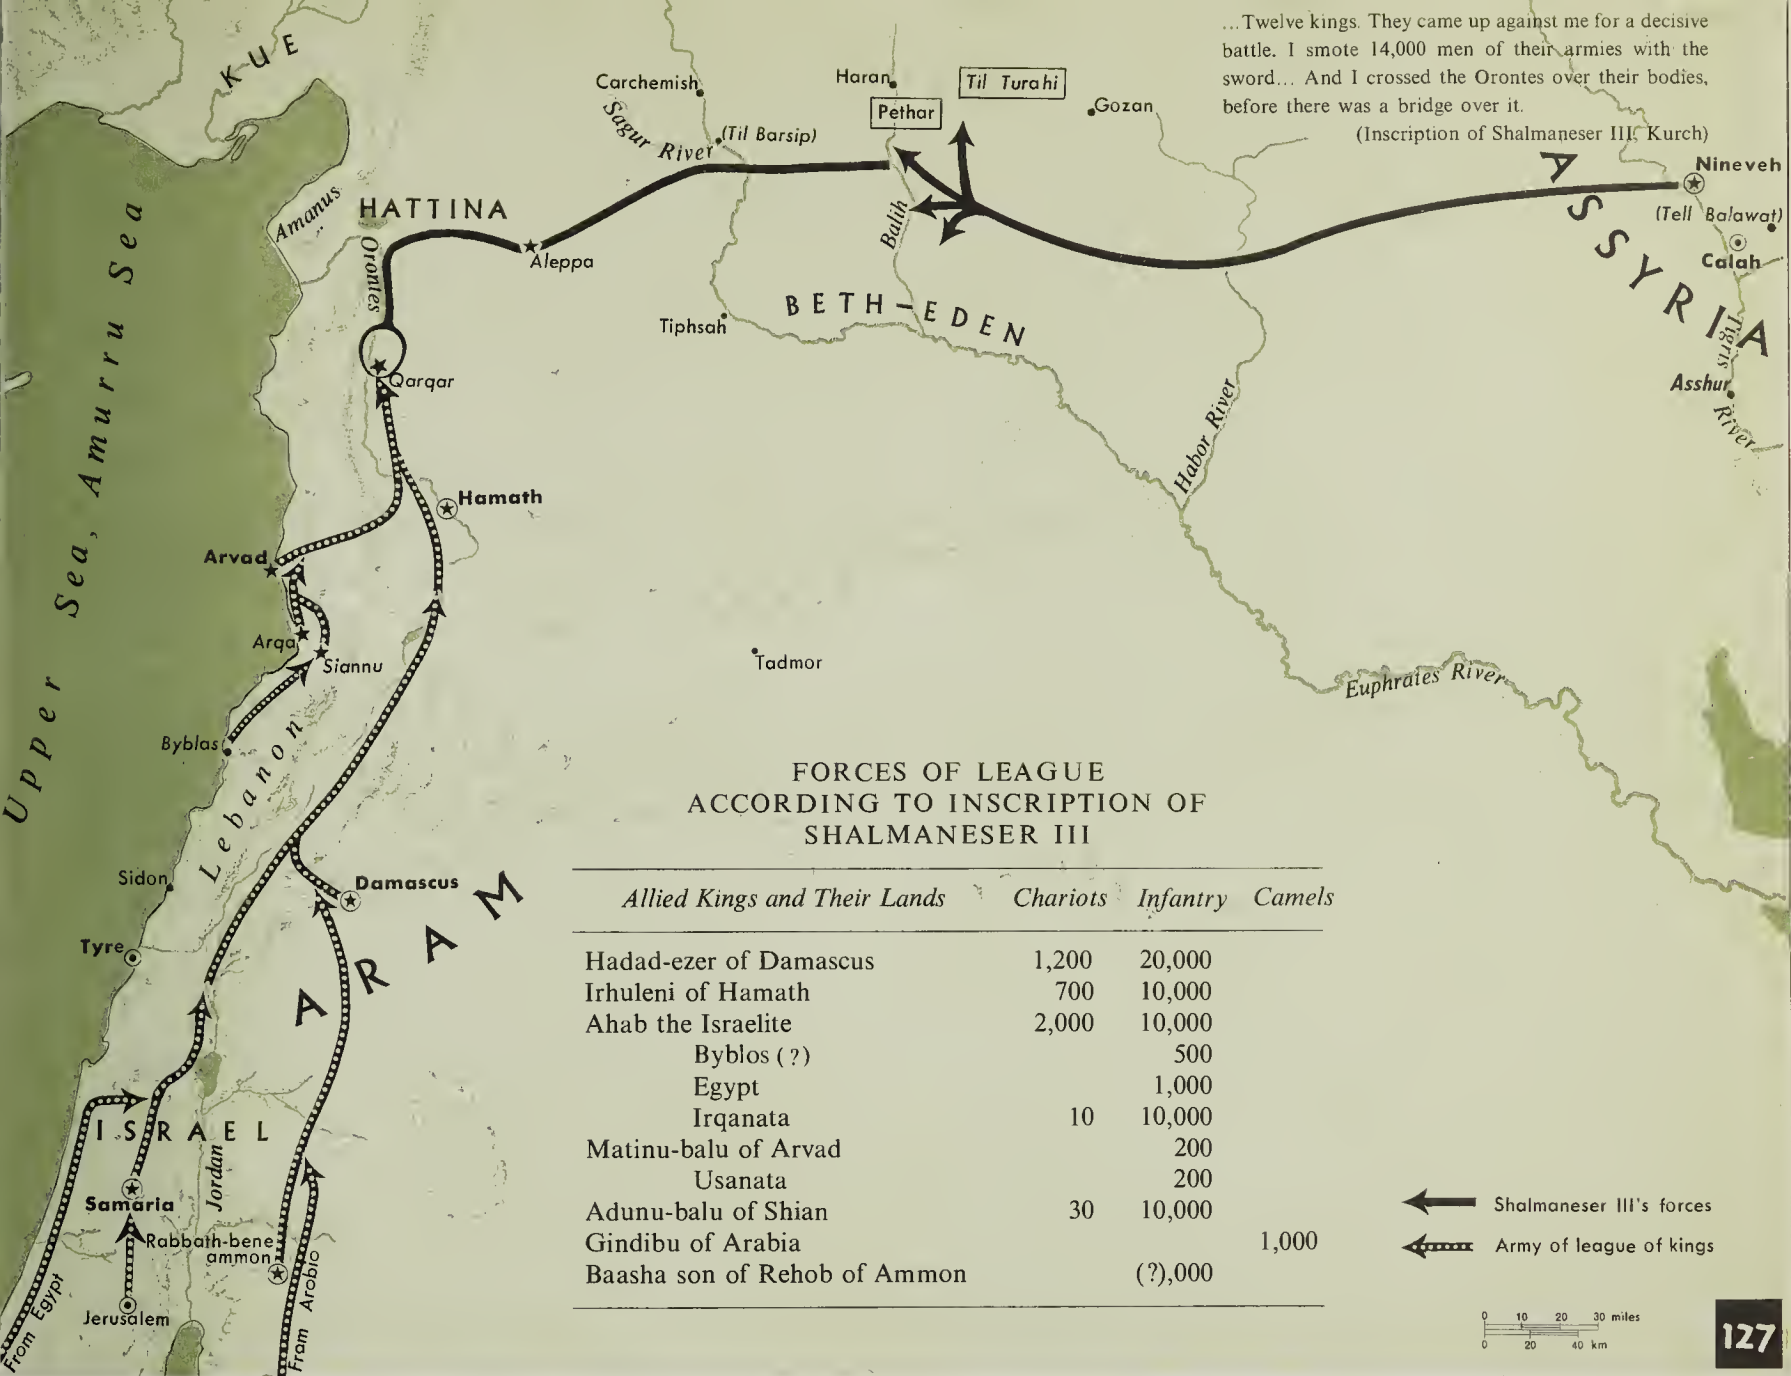 ...Twelve kings. They came up against me for a decisive
battle. I smote 14,000 men of their armies with the
sword... And I crossed the Orontes over their bodies,
before there was a bridge over it.
(Inscription of Shalmaneser III, Kurch)
KUE
Carchemish
Haran
Til Turahi
Pethar
Gozan
Sagur River
(Til Barsip)
Nineveh
(Tell Balawat)
Calah
ASSYRIA
Tigris
River
Asshur
Amanus
HATTINA
Orontes
Aleppa
Balih
BETH-EDEN
Tiphsah
Qarqar
Habor River
Upper Sea, Amurru Sea
Hamath
Arvad
Arqa
Siannu
Tadmor
Euphrates River
Byblas
Lebanon
Sidon
Damascus
Tyre
ARAM
ISRAEL
Jordan
Samaria
Rabbath-bene
ammon
Jerusalem
From Egypt
Fram Arabio
FORCES OF LEAGUE
ACCORDING TO INSCRIPTION OF
SHALMANESER III
Allied Kings and Their Lands Chariots Infantry Camels
Hadad-ezer of Damascus 1,200 20,000
Irhuleni of Hamath 700 10,000
Ahab the Israelite 2,000 10,000
Byblos (?) 500
Egypt 1,000
Irqanata 10 10,000
Matinu-balu of Arvad 200
Usanata 200
Adunu-balu of Shian 30 10,000
Gindibu of Arabia 1,000
Baasha son of Rehob of Ammon (?),000
Shalmaneser III's forces
Army of league of kings
0 10 20 30 miles
0 20 40 km
127